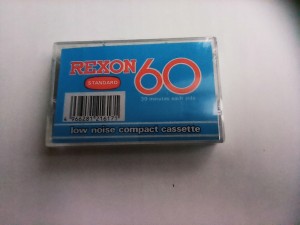 REXON 60
STANDARD
30 minutes each side
low noise compact cassette